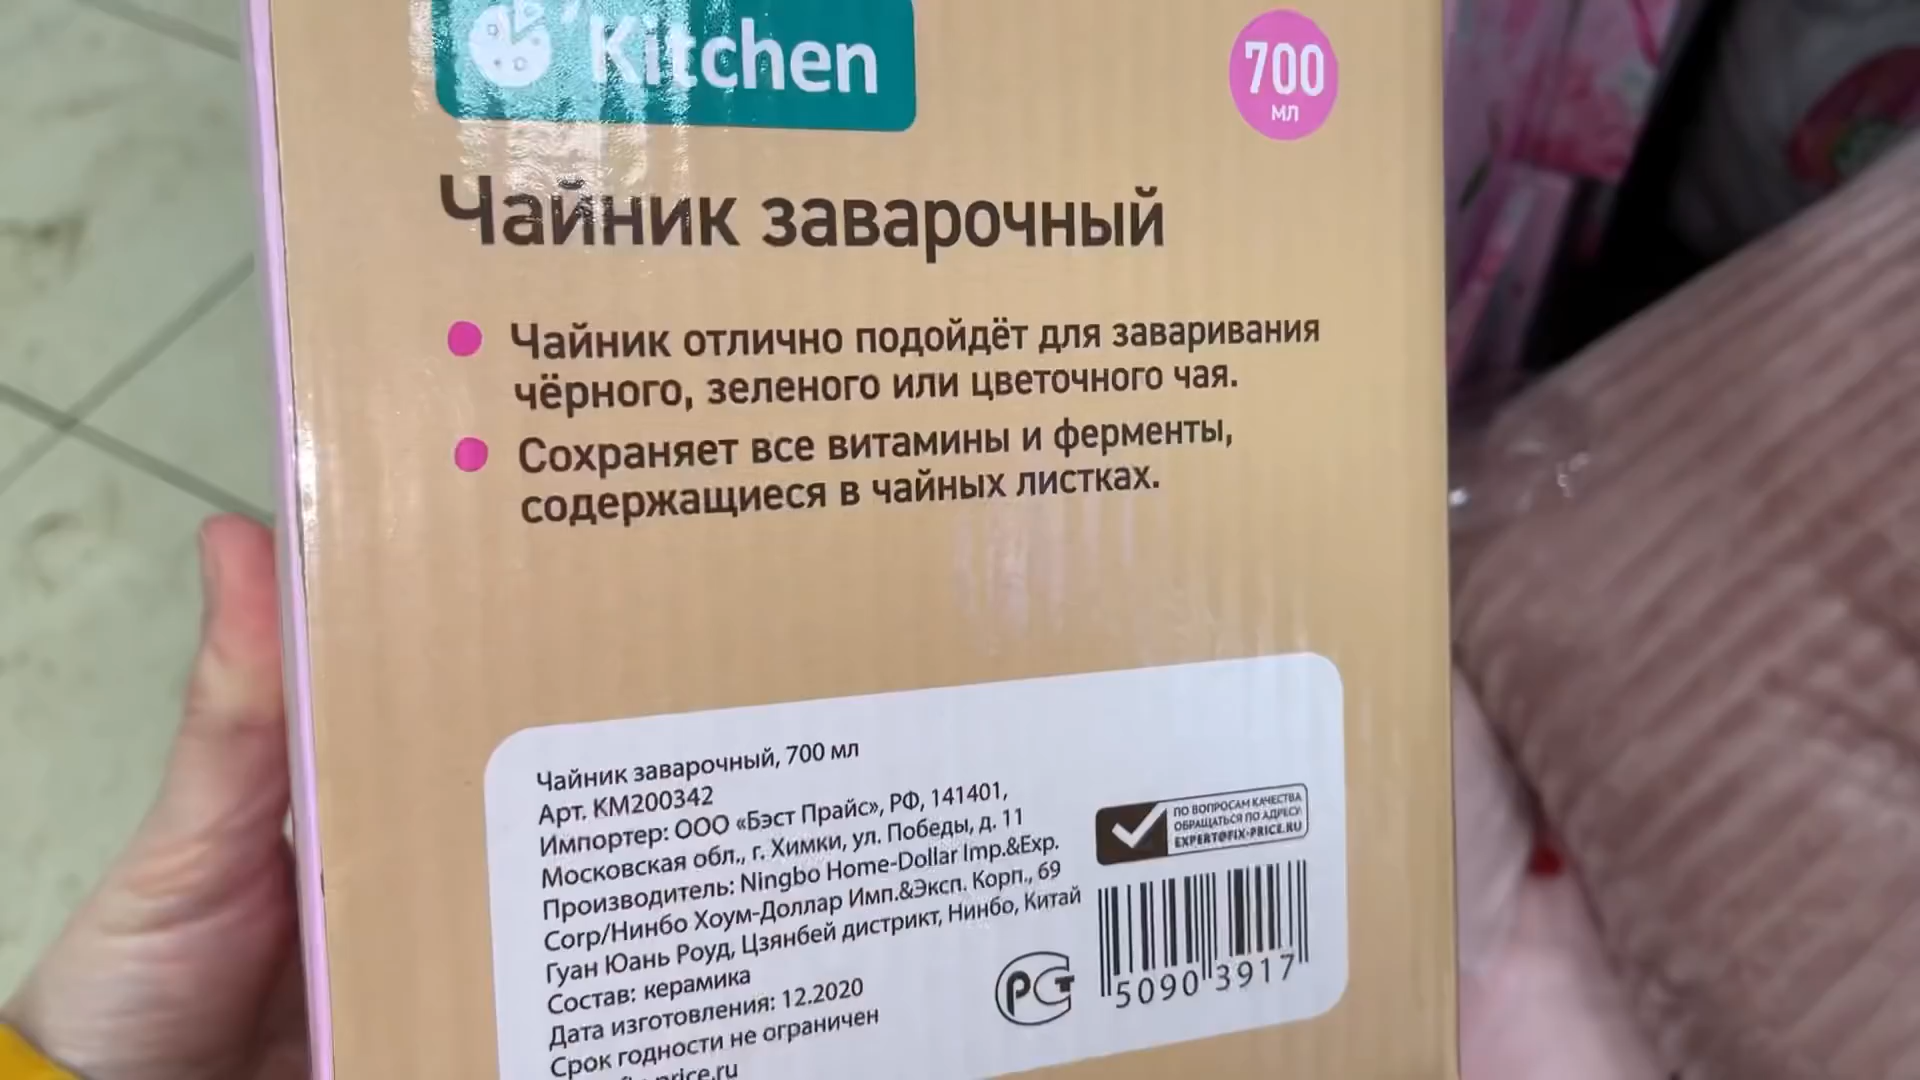 Kitchen
700
мл
Чайник заварочный
Чайник отлично подойдёт для заваривания
чёрного, зеленого или цветочного чая.
Сохраняет все витамины и ферменты,
содержащиеся в чайных листках.
Чайник заварочный, 700 мл
Арт. KM200342
Импортер: ООО «Бэст Прайс», РФ, 141401,
Московская обл., г. Химки, ул. Победы, д. 11
Производитель: Ningbo Home-Dollar Imp.&Exp.
Corp/Нинбо Хоум-Доллар Имп.&Эксп. Корп., 69
Гуан Юань Роуд, Цзянбей дистрикт, Нинбо, Китай
Состав: керамика
Дата изготовления: 12.2020
Срок годности не ограничен
ПО ВОПРОСАМ КАЧЕСТВА
ОБРАЩАТЬСЯ ПО АДРЕСУ:
EXPERT@FIX-PRICE.RU
РСТ
5090 3917